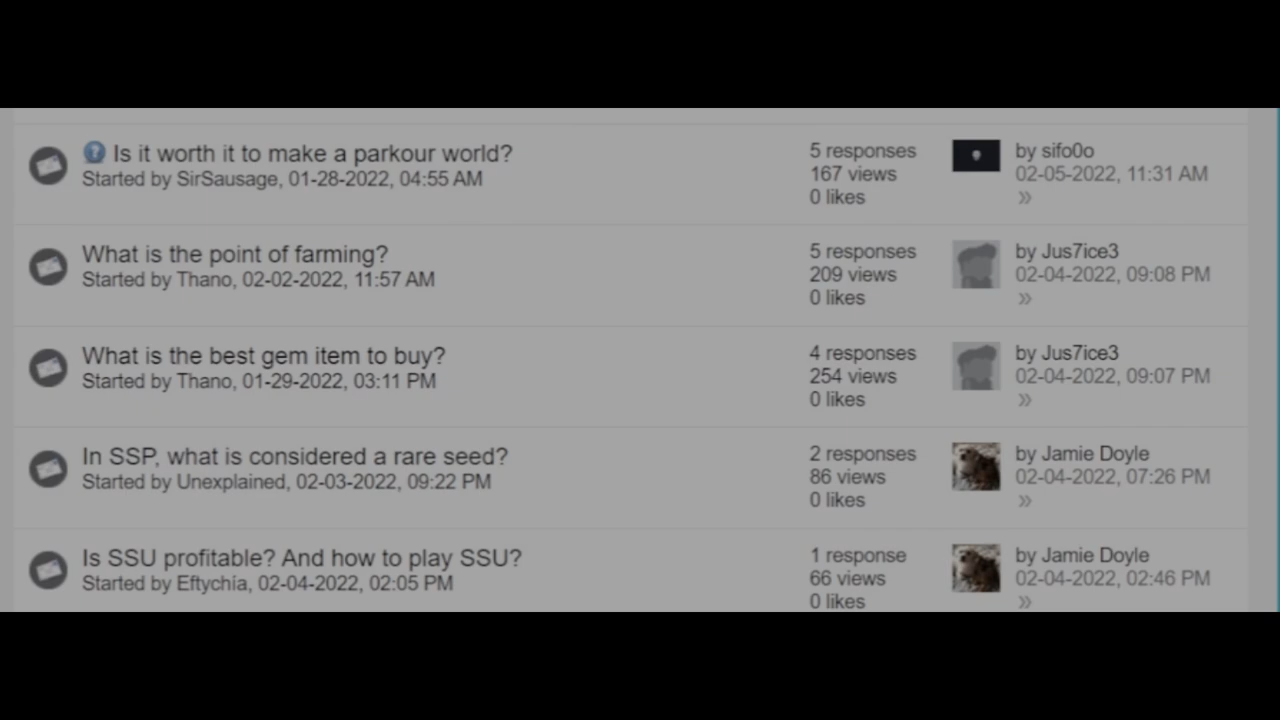 Is it worth it to make a parkour world?
Started by SirSausage, 01-28-2022, 04:55 AM
5 responses
167 views
0 likes
by sifo0o
02-05-2022, 11:31 AM
»
What is the point of farming?
Started by Thano, 02-02-2022, 11:57 AM
5 responses
209 views
0 likes
by Jus7ice3
02-04-2022, 09:08 PM
»
What is the best gem item to buy?
Started by Thano, 01-29-2022, 03:11 PM
4 responses
254 views
0 likes
by Jus7ice3
02-04-2022, 09:07 PM
»
In SSP, what is considered a rare seed?
Started by Unexplained, 02-03-2022, 09:22 PM
2 responses
86 views
0 likes
by Jamie Doyle
02-04-2022, 07:26 PM
»
Is SSU profitable? And how to play SSU?
Started by Eftychía, 02-04-2022, 02:05 PM
1 response
66 views
0 likes
by Jamie Doyle
02-04-2022, 02:46 PM
»